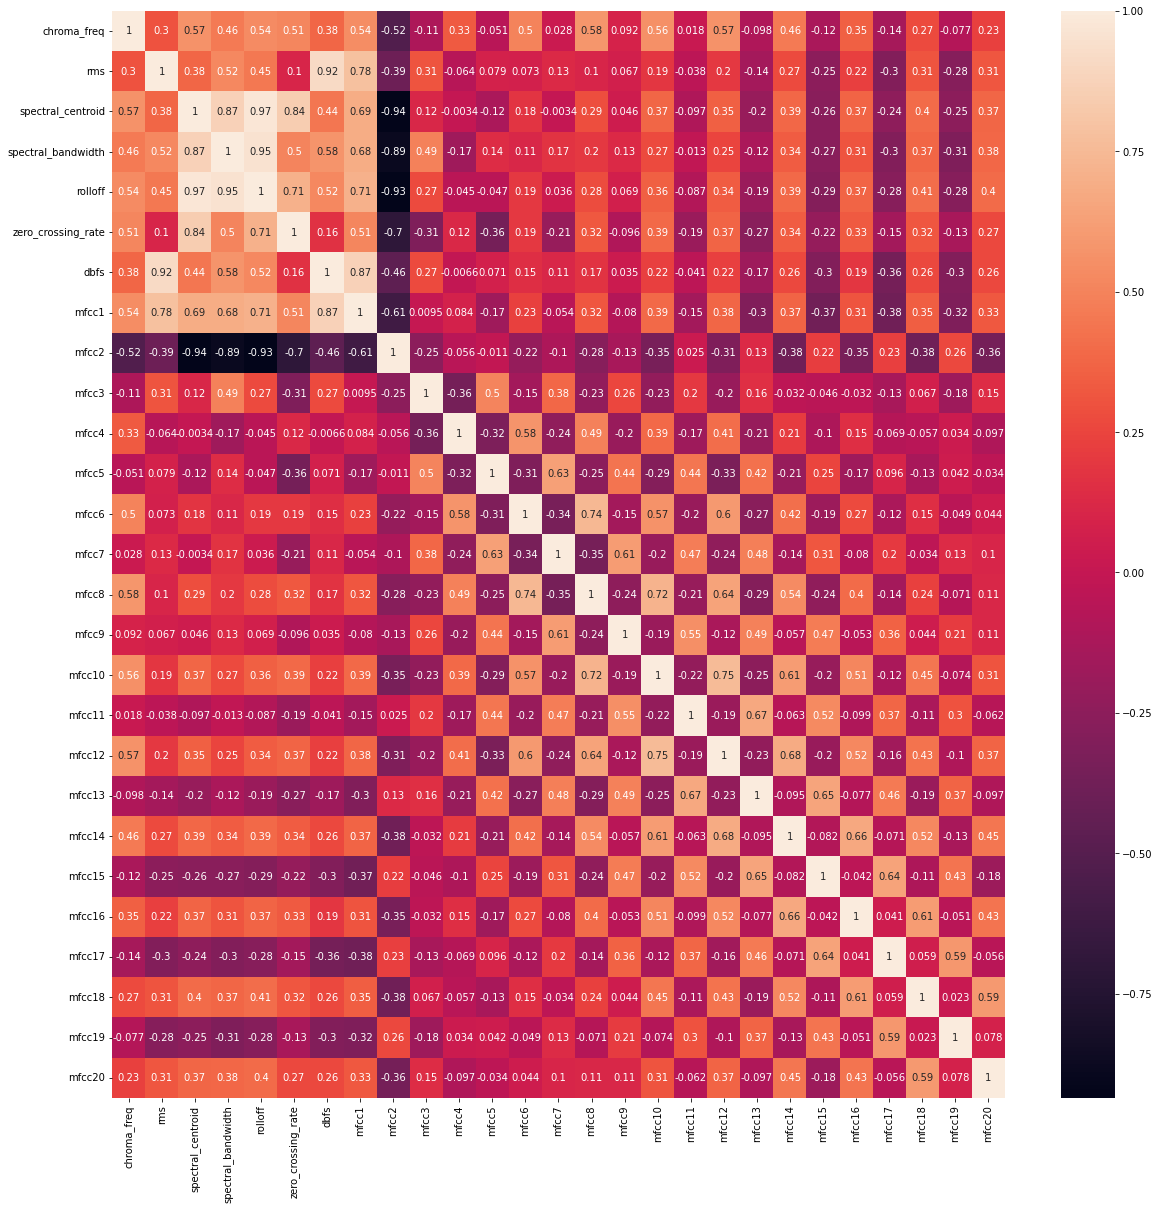 chroma_freq 1 0.3 0.57 0.46 0.54 0.51 0.38 0.54 -0.52 -0.11 0.33 -0.051 0.5 0.028 0.58 0.092 0.56 0.018 0.57 -0.098 0.46 -0.12 0.35 -0.14 0.27 -0.077 0.23
rms 0.3 1 0.38 0.52 0.45 0.1 0.92 0.78 -0.39 0.31 -0.064 0.079 0.073 0.13 0.1 0.067 0.19 -0.038 0.2 -0.14 0.27 -0.25 0.22 -0.3 0.31 -0.28 0.31
spectral_centroid 0.57 0.38 1 0.87 0.97 0.84 0.44 0.69 -0.94 0.12 -0.0034 -0.12 0.18 -0.0034 0.29 0.046 0.37 -0.097 0.35 -0.2 0.39 -0.26 0.37 -0.24 0.4 -0.25 0.37
spectral_bandwidth 0.46 0.52 0.87 1 0.95 0.5 0.58 0.68 -0.89 0.49 -0.17 0.14 0.11 0.17 0.2 0.13 0.27 -0.013 0.25 -0.12 0.34 -0.27 0.31 -0.3 0.37 -0.31 0.38
rolloff 0.54 0.45 0.97 0.95 1 0.71 0.52 0.71 -0.93 0.27 -0.045 -0.047 0.19 0.036 0.28 0.069 0.36 -0.087 0.34 -0.19 0.39 -0.29 0.37 -0.28 0.41 -0.28 0.4
zero_crossing_rate 0.51 0.1 0.84 0.5 0.71 1 0.16 0.51 -0.7 -0.31 0.12 -0.36 0.19 -0.21 0.32 -0.096 0.39 -0.19 0.37 -0.27 0.34 -0.22 0.33 -0.15 0.32 -0.13 0.27
dbfs 0.38 0.92 0.44 0.58 0.52 0.16 1 0.87 -0.46 0.27 -0.0066 0.071 0.15 0.11 0.17 0.035 0.22 -0.041 0.22 -0.17 0.26 -0.3 0.19 -0.36 0.26 -0.3 0.26
mfcc1 0.54 0.78 0.69 0.68 0.71 0.51 0.87 1 -0.61 0.0095 0.084 -0.17 0.23 -0.054 0.32 -0.08 0.39 -0.15 0.38 -0.3 0.37 -0.37 0.31 -0.38 0.35 -0.32 0.33
mfcc2 -0.52 -0.39 -0.94 -0.89 -0.93 -0.7 -0.46 -0.61 1 -0.25 -0.056 -0.011 -0.22 -0.1 -0.28 -0.13 -0.35 0.025 -0.31 0.13 -0.38 0.22 -0.35 0.23 -0.38 0.26 -0.36
mfcc3 -0.11 0.31 0.12 0.49 0.27 -0.31 0.27 0.0095 -0.25 1 -0.36 0.5 -0.15 0.38 -0.23 0.26 -0.23 0.2 -0.2 0.16 -0.032 -0.046 -0.032 -0.13 0.067 -0.18 0.15
mfcc4 0.33 -0.064 -0.0034 -0.17 -0.045 0.12 -0.0066 0.084 -0.056 -0.36 1 -0.32 0.58 -0.24 0.49 -0.2 0.39 -0.17 0.41 -0.21 0.21 -0.1 0.15 -0.069 -0.057 0.034 -0.097
mfcc5 -0.051 0.079 -0.12 0.14 -0.047 -0.36 0.071 -0.17 -0.011 0.5 -0.32 1 -0.31 0.63 -0.25 0.44 -0.29 0.44 -0.33 0.42 -0.21 0.25 -0.17 0.096 -0.13 0.042 -0.034
mfcc6 0.5 0.073 0.18 0.11 0.19 0.19 0.15 0.23 -0.22 -0.15 0.58 -0.31 1 -0.34 0.74 -0.15 0.57 -0.2 0.6 -0.27 0.42 -0.19 0.27 -0.12 0.15 -0.049 0.044
mfcc7 0.028 0.13 -0.0034 0.17 0.036 -0.21 0.11 -0.054 -0.1 0.38 -0.24 0.63 -0.34 1 -0.35 0.61 -0.2 0.47 -0.24 0.48 -0.14 0.31 -0.08 0.2 -0.034 0.13 0.1
mfcc8 0.58 0.1 0.29 0.2 0.28 0.32 0.17 0.32 -0.28 -0.23 0.49 -0.25 0.74 -0.35 1 -0.24 0.72 -0.21 0.64 -0.29 0.54 -0.24 0.4 -0.14 0.24 -0.071 0.11
mfcc9 0.092 0.067 0.046 0.13 0.069 -0.096 0.035 -0.08 -0.13 0.26 -0.2 0.44 -0.15 0.61 -0.24 1 -0.19 0.55 -0.12 0.49 -0.057 0.47 -0.053 0.36 0.044 0.21 0.11
mfcc10 0.56 0.19 0.37 0.27 0.36 0.39 0.22 0.39 -0.35 -0.23 0.39 -0.29 0.57 -0.2 0.72 -0.19 1 -0.22 0.75 -0.25 0.61 -0.2 0.51 -0.12 0.45 -0.074 0.31
mfcc11 0.018 -0.038 -0.097 -0.013 -0.087 -0.19 -0.041 -0.15 0.025 0.2 -0.17 0.44 -0.2 0.47 -0.21 0.55 -0.22 1 -0.19 0.67 -0.063 0.52 -0.099 0.37 -0.11 0.3 -0.062
mfcc12 0.57 0.2 0.35 0.25 0.34 0.37 0.22 0.38 -0.31 -0.2 0.41 -0.33 0.6 -0.24 0.64 -0.12 0.75 -0.19 1 -0.23 0.68 -0.2 0.52 -0.16 0.43 -0.1 0.37
mfcc13 -0.098 -0.14 -0.2 -0.12 -0.19 -0.27 -0.17 -0.3 0.13 0.16 -0.21 0.42 -0.27 0.48 -0.29 0.49 -0.25 0.67 -0.23 1 -0.095 0.65 -0.077 0.46 -0.19 0.37 -0.097
mfcc14 0.46 0.27 0.39 0.34 0.39 0.34 0.26 0.37 -0.38 -0.032 0.21 -0.21 0.42 -0.14 0.54 -0.057 0.61 -0.063 0.68 -0.095 1 -0.082 0.66 -0.071 0.52 -0.13 0.45
mfcc15 -0.12 -0.25 -0.26 -0.27 -0.29 -0.22 -0.3 -0.37 0.22 -0.046 -0.1 0.25 -0.19 0.31 -0.24 0.47 -0.2 0.52 -0.2 0.65 -0.082 1 -0.042 0.64 -0.11 0.43 -0.18
mfcc16 0.35 0.22 0.37 0.31 0.37 0.33 0.19 0.31 -0.35 -0.032 0.15 -0.17 0.27 -0.08 0.4 -0.053 0.51 -0.099 0.52 -0.077 0.66 -0.042 1 0.041 0.61 -0.051 0.43
mfcc17 -0.14 -0.3 -0.24 -0.3 -0.28 -0.15 -0.36 -0.38 0.23 -0.13 -0.069 0.096 -0.12 0.2 -0.14 0.36 -0.12 0.37 -0.16 0.46 -0.071 0.64 0.041 1 0.059 0.59 -0.056
mfcc18 0.27 0.31 0.4 0.37 0.41 0.32 0.26 0.35 -0.38 0.067 -0.057 -0.13 0.15 -0.034 0.24 0.044 0.45 -0.11 0.43 -0.19 0.52 -0.11 0.61 0.059 1 0.023 0.59
mfcc19 -0.077 -0.28 -0.25 -0.31 -0.28 -0.13 -0.3 -0.32 0.26 -0.18 0.034 0.042 -0.049 0.13 -0.071 0.21 -0.074 0.3 -0.1 0.37 -0.13 0.43 -0.051 0.59 0.023 1 0.078
mfcc20 0.23 0.31 0.37 0.38 0.4 0.27 0.26 0.33 -0.36 0.15 -0.097 -0.034 0.044 0.1 0.11 0.11 0.31 -0.062 0.37 -0.097 0.45 -0.18 0.43 -0.056 0.59 0.078 1
chroma_freq rms spectral_centroid spectral_bandwidth rolloff zero_crossing_rate dbfs mfcc1 mfcc2 mfcc3 mfcc4 mfcc5 mfcc6 mfcc7 mfcc8 mfcc9 mfcc10 mfcc11 mfcc12 mfcc13 mfcc14 mfcc15 mfcc16 mfcc17 mfcc18 mfcc19 mfcc20
1.00
0.75
0.50
0.25
0.00
−0.25
−0.50
−0.75